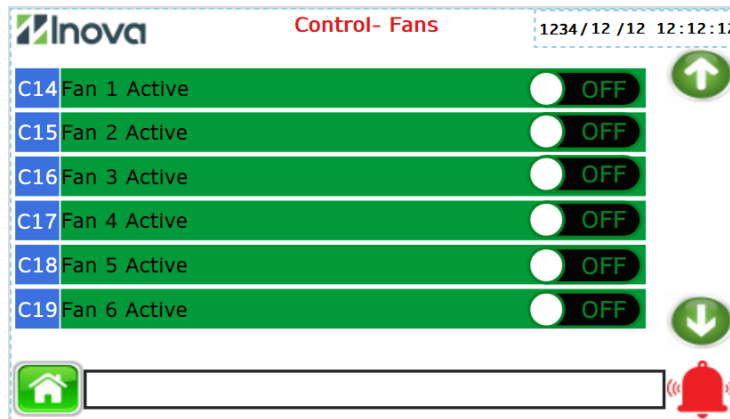 Inova
Control- Fans
1234/12/12 12:12:12
C14 Fan 1 Active OFF
C15 Fan 2 Active OFF
C16 Fan 3 Active OFF
C17 Fan 4 Active OFF
C18 Fan 5 Active OFF
C19 Fan 6 Active OFF